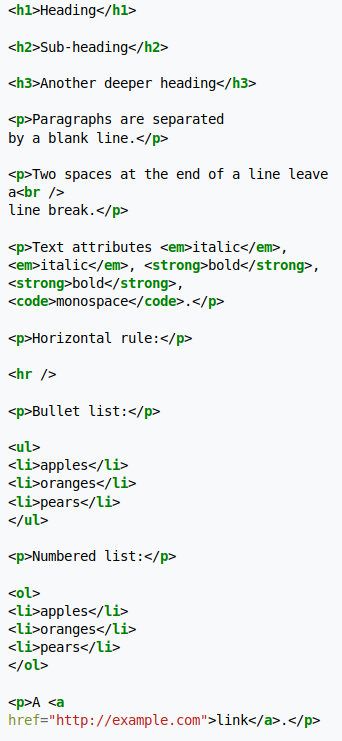 <h1>Heading</h1>
<h2>Sub-heading</h2>
<h3>Another deeper heading</h3>
<p>Paragraphs are separated
by a blank line.</p>
<p>Two spaces at the end of a line leave
a<br />
line break.</p>
<p>Text attributes <em>italic</em>,
<em>italic</em>, <strong>bold</strong>,
<strong>bold</strong>,
<code>monospace</code>.</p>
<p>Horizontal rule:</p>
<hr />
<p>Bullet list:</p>
<ul>
<li>apples</li>
<li>oranges</li>
<li>pears</li>
</ul>
<p>Numbered list:</p>
<ol>
<li>apples</li>
<li>oranges</li>
<li>pears</li>
</ol>
<p>A <a
href="http://example.com">link</a>.</p>